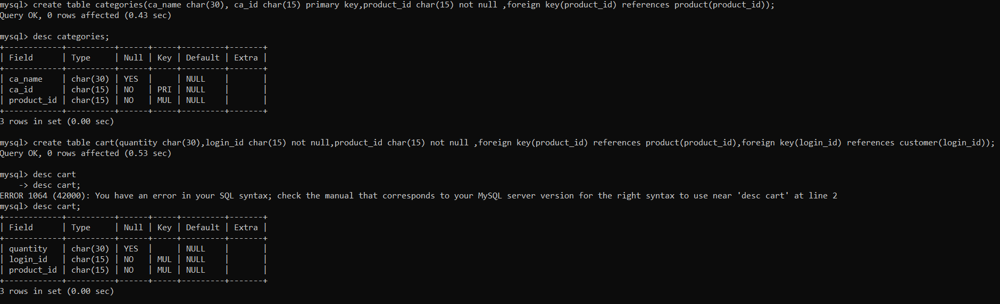 mysql> create table categories(ca_name char(30), ca_id char(15) primary key,product_id char(15) not null ,foreign key(product_id) references product(product_id));
Query OK, 0 rows affected (0.43 sec)
mysql> desc categories;
+------------+----------+------+-----+---------+-------+
| Field      | Type     | Null | Key | Default | Extra |
+------------+----------+------+-----+---------+-------+
| ca_name    | char(30) | YES  |     | NULL    |       |
| ca_id      | char(15) | NO   | PRI | NULL    |       |
| product_id | char(15) | NO   | MUL | NULL    |       |
+------------+----------+------+-----+---------+-------+
3 rows in set (0.00 sec)
mysql> create table cart(quantity char(30),login_id char(15) not null,product_id char(15) not null ,foreign key(product_id) references product(product_id),foreign key(login_id) references customer(login_id));
Query OK, 0 rows affected (0.53 sec)
mysql> desc cart
    -> desc cart;
ERROR 1064 (42000): You have an error in your SQL syntax; check the manual that corresponds to your MySQL server version for the right syntax to use near 'desc cart' at line 2
mysql> desc cart;
+------------+----------+------+-----+---------+-------+
| Field      | Type     | Null | Key | Default | Extra |
+------------+----------+------+-----+---------+-------+
| quantity   | char(30) | YES  |     | NULL    |       |
| login_id   | char(15) | NO   | MUL | NULL    |       |
| product_id | char(15) | NO   | MUL | NULL    |       |
+------------+----------+------+-----+---------+-------+
3 rows in set (0.00 sec)